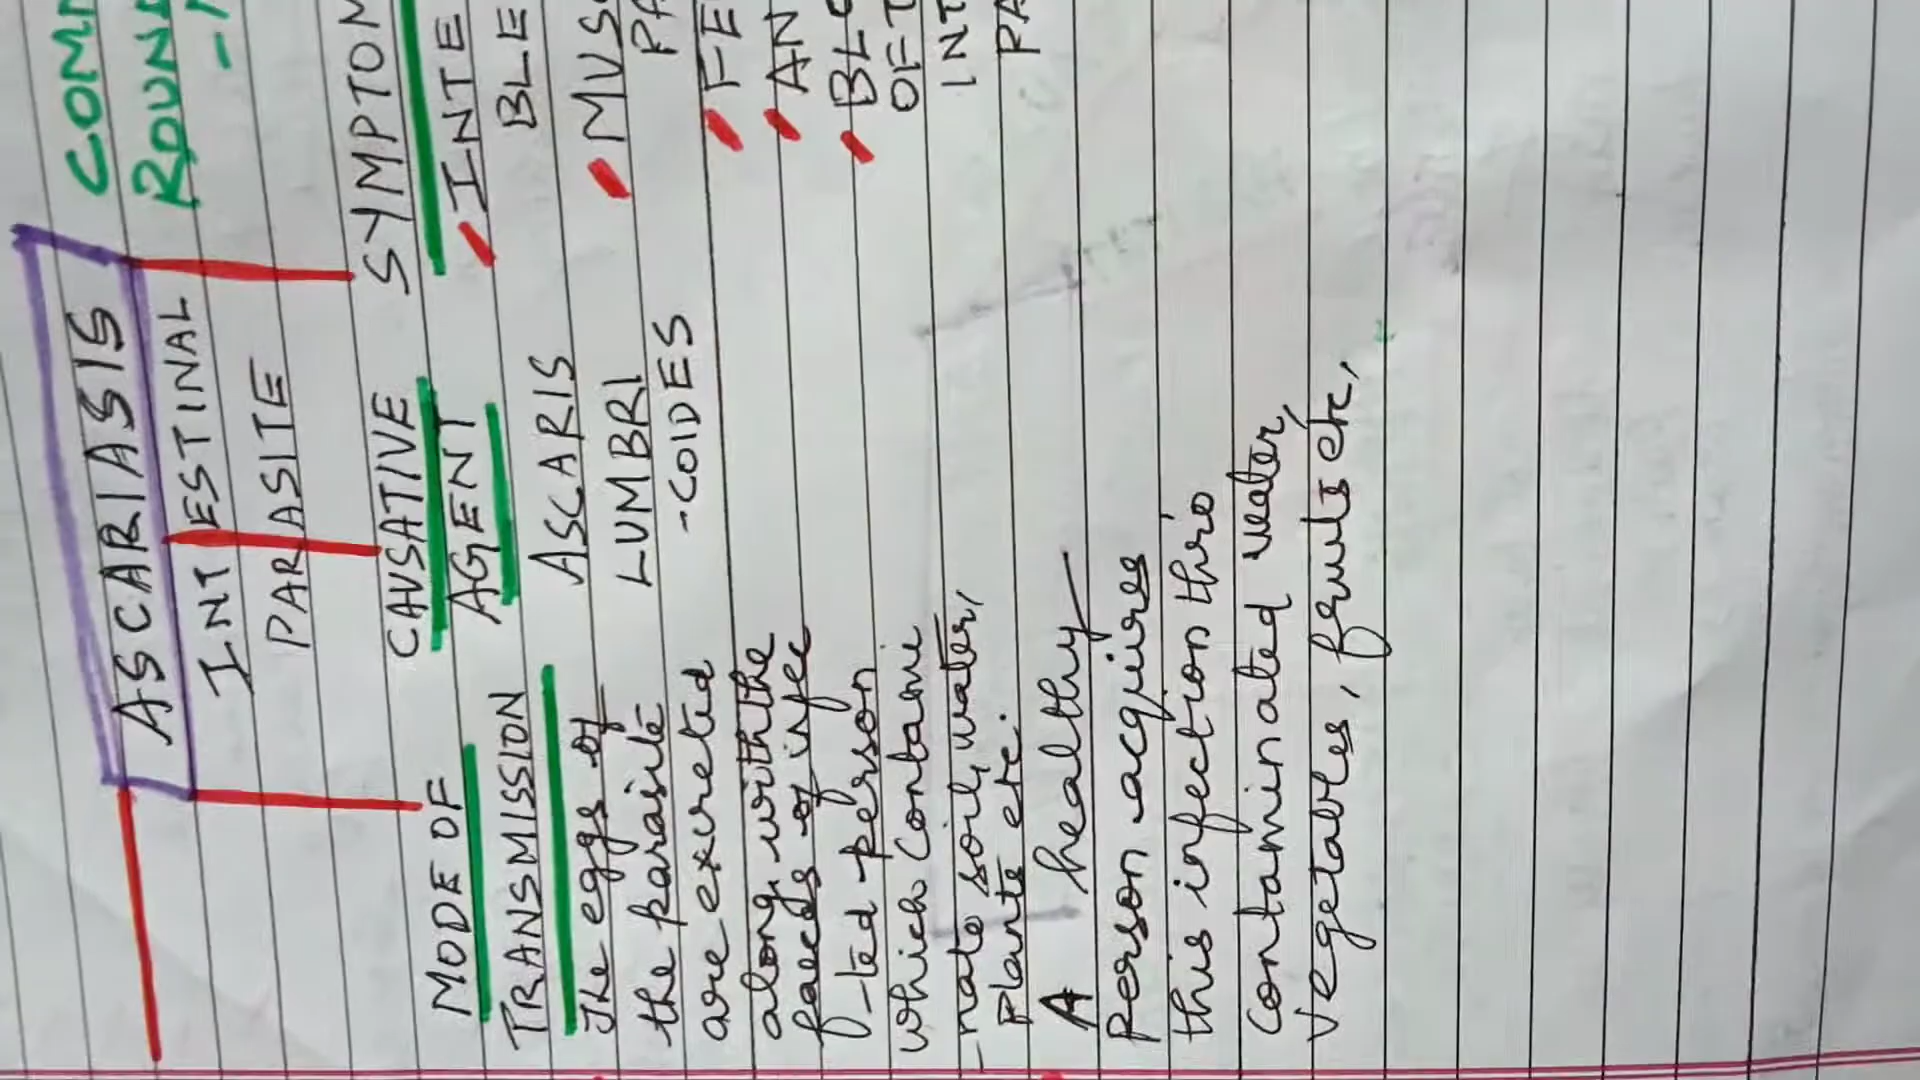 ASCARIASIS
INTESTINAL
PARASITE
MODE OF
TRANSMISSION
The eggs of
the parasite
are excreted
along with the
faeces of infec
-ted person
which contami
-nate soil, water,
plants etc.
A healthy
Person acquires
this infection thro
contaminated water,
vegetables, fruits etc,
CAUSATIVE
AGENT
ASCARIS
LUMBRI
-COIDES
SYMPTOM
INTE
BLE
MUS
PA
FE
AN
BLO
OF T
INT
PA
COM
ROUN